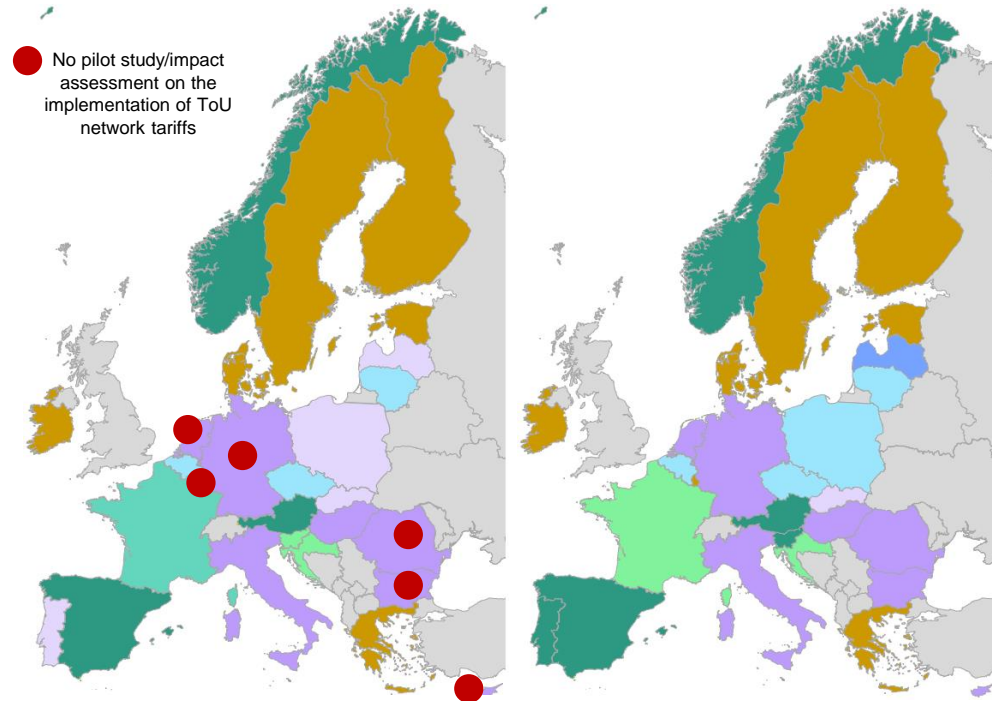 No pilot study/impact
assessment on the
implementation of ToU
network tariffs